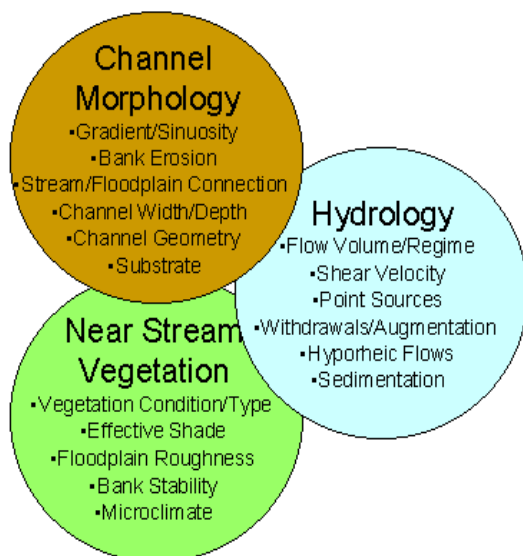 Channel
Morphology
▪Gradient/Sinuosity
▪Bank Erosion
▪Stream/Floodplain Connection
▪Channel Width/Depth
▪Channel Geometry
▪Substrate
Hydrology
▪Flow Volume/Regime
▪Shear Velocity
▪Point Sources
▪Withdrawals/Augmentation
▪Hyporheic Flows
▪Sedimentation
Near Stream
Vegetation
▪Vegetation Condition/Type
▪Effective Shade
▪Floodplain Roughness
▪Bank Stability
▪Microclimate